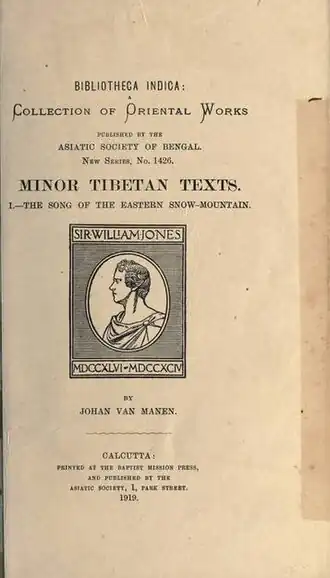 BIBLIOTHECA INDICA:
A
COLLECTION OF ORIENTAL WORKS
PUBLISHED BY THE
ASIATIC SOCIETY OF BENGAL.
NEW SERIES, No. 1426.
MINOR TIBETAN TEXTS.
I.—THE SONG OF THE EASTERN SNOW-MOUNTAIN.
SIR·WILLIAM·JONES
MDCCXLVI-MDCCXCIV
BY
JOHAN VAN MANEN.
CALCUTTA:
PRINTED AT THE BAPTIST MISSION PRESS,
AND PUBLISHED BY THE
ASIATIC SOCIETY, 1, PARK STREET.
1919.